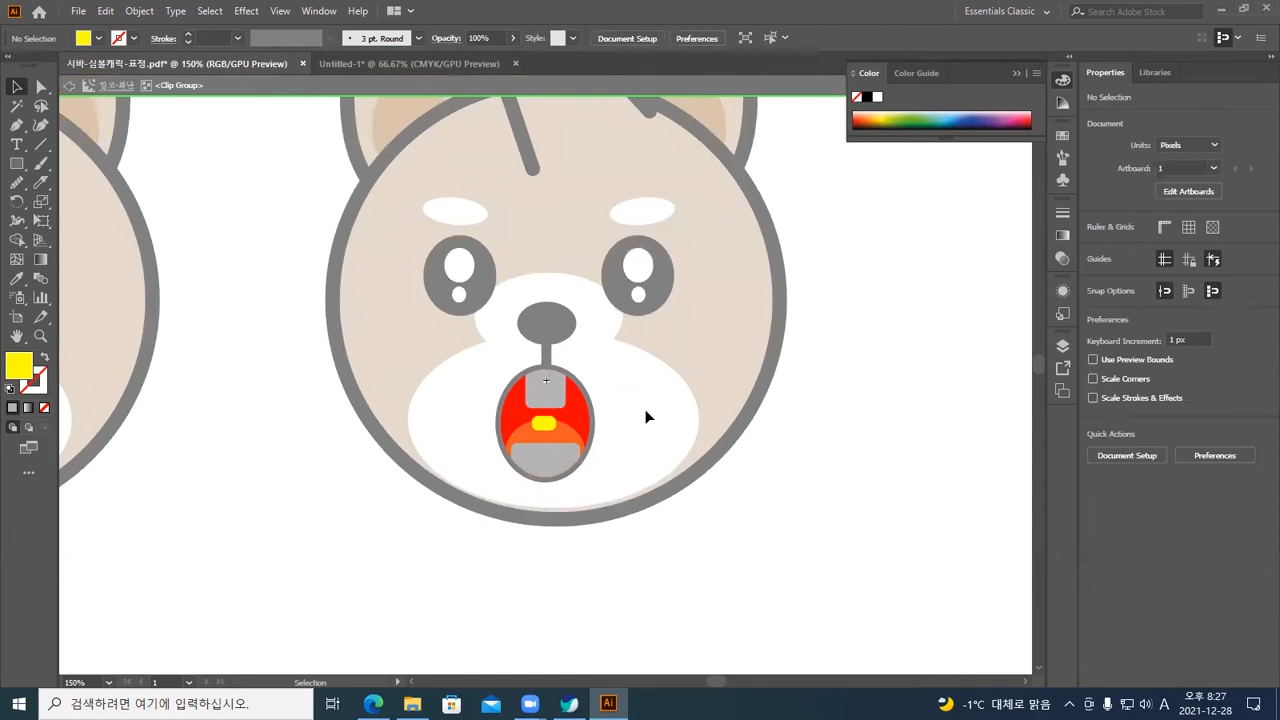 Ai File Edit Object Type Select Effect View Window Help Essentials Classic Search Adobe Stock
No Selection Stroke: 3 pt. Round Opacity: 100% Style: Document Setup Preferences
시바-심볼캐릭-표정.pdf* @ 150% (RGB/GPU Preview) × Untitled-1* @ 66.67% (CMYK/GPU Preview) ×
<Clip Group>
Color Color Guide
Properties Libraries
No Selection
Document
Units: Pixels
Artboard: 1
Edit Artboards
Ruler & Grids
Guides
Snap Options
Preferences
Keyboard Increment: 1 px
Use Preview Bounds
Scale Corners
Scale Strokes & Effects
Quick Actions
Document Setup Preferences
150% 1 Selection
검색하려면 여기에 입력하십시오.
Ai
-1°C 대체로 맑음
A
오후 8:27
2021-12-28